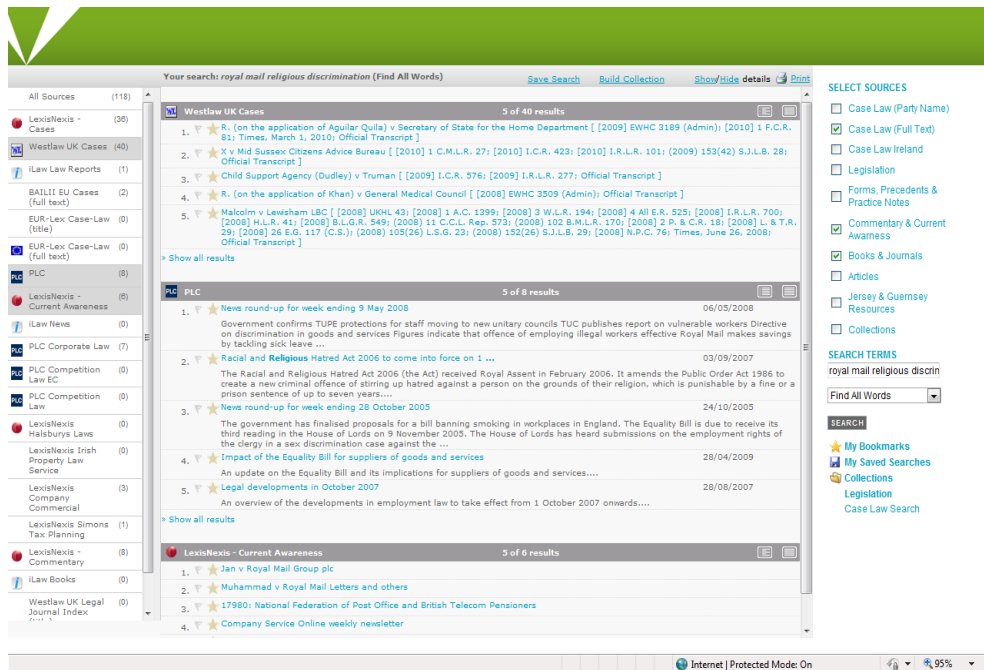 Your search: royal mail religious discrimination (Find All Words)
Save Search
Build Collection
Show/Hide details
Print
All Sources (118)
LexisNexis - (36)
Cases
Westlaw UK Cases (40)
iLaw Law Reports (1)
BAILII EU Cases (2)
(full text)
EUR-Lex Case-Law (0)
(title)
EUR-Lex Case-Law (0)
(full text)
PLC (8)
LexisNexis - (6)
Current Awareness
iLaw News (0)
PLC Corporate Law (7)
PLC Competition (0)
Law EC
PLC Competition (0)
Law
LexisNexis (0)
Halsburys Laws
LexisNexis Irish (0)
Property Law
Service
LexisNexis (3)
Company
Commercial
LexisNexis Simons (1)
Tax Planning
LexisNexis - (8)
Commentary
iLaw Books (0)
Westlaw UK Legal (0)
Journal Index
Westlaw UK Cases 5 of 40 results
1. R. (on the application of Aguilar Quila) v Secretary of State for the Home Department [ [2009] EWHC 3189 (Admin); [2010] 1 F.C.R.
81; Times, March 1, 2010; Official Transcript ]
2. X v Mid Sussex Citizens Advice Bureau [ [2010] 1 C.M.L.R. 27; [2010] I.C.R. 423; [2010] I.R.L.R. 101; (2009) 153(42) S.J.L.B. 28;
Official Transcript ]
3. Child Support Agency (Dudley) v Truman [ [2009] I.C.R. 576; [2009] I.R.L.R. 277; Official Transcript ]
4. R. (on the application of Khan) v General Medical Council [ [2008] EWHC 3509 (Admin); Official Transcript ]
5. Malcolm v Lewisham LBC [ [2008] UKHL 43; [2008] 1 A.C. 1399; [2008] 3 W.L.R. 194; [2008] 4 All E.R. 525; [2008] I.R.L.R. 700;
[2008] H.L.R. 41; [2008] B.L.G.R. 549; (2008) 11 C.C.L. Rep. 573; (2008) 102 B.M.L.R. 170; [2008] 2 P. & C.R. 18; [2008] L. & T.R.
29; [2008] 26 E.G. 117 (C.S.); (2008) 105(26) L.S.G. 23; (2008) 152(26) S.J.L.B. 29; [2008] N.P.C. 76; Times, June 26, 2008;
Official Transcript ]
» Show all results
PLC 5 of 8 results
1. News round-up for week ending 9 May 2008 06/05/2008
Government confirms TUPE protections for staff moving to new unitary councils TUC publishes report on vulnerable workers Directive
on discrimination in goods and services Figures indicate that offence of employing illegal workers effective Royal Mail makes savings
by tackling sick leave ...
2. Racial and Religious Hatred Act 2006 to come into force on 1 ... 03/09/2007
The Racial and Religious Hatred Act 2006 (the Act) received Royal Assent in February 2006. It amends the Public Order Act 1986 to
create a new criminal offence of stirring up hatred against a person on the grounds of their religion, which is punishable by a fine or a
prison sentence of up to seven years....
3. News round-up for week ending 28 October 2005 24/10/2005
The government has finalised proposals for a bill banning smoking in workplaces in England. The Equality Bill is due to receive its
third reading in the House of Lords on 9 November 2005. The House of Lords has heard submissions on the employment rights of
the clergy in a sex discrimination case against the ...
4. Impact of the Equality Bill for suppliers of goods and services 28/04/2009
An update on the Equality Bill and its implications for suppliers of goods and services....
5. Legal developments in October 2007 28/08/2007
An overview of the developments in employment law to take effect from 1 October 2007 onwards....
» Show all results
LexisNexis - Current Awareness 5 of 6 results
1. Jan v Royal Mail Group plc
2. Muhammad v Royal Mail Letters and others
3. 17980: National Federation of Post Office and British Telecom Pensioners
4. Company Service Online weekly newsletter
SELECT SOURCES
Case Law (Party Name)
Case Law (Full Text)
Case Law Ireland
Legislation
Forms, Precedents &
Practice Notes
Commentary & Current
Awarness
Books & Journals
Articles
Jersey & Guernsey
Resources
Collections
SEARCH TERMS
royal mail religious discrin
Find All Words
SEARCH
My Bookmarks
My Saved Searches
Collections
Legislation
Case Law Search
Internet | Protected Mode: On
95%